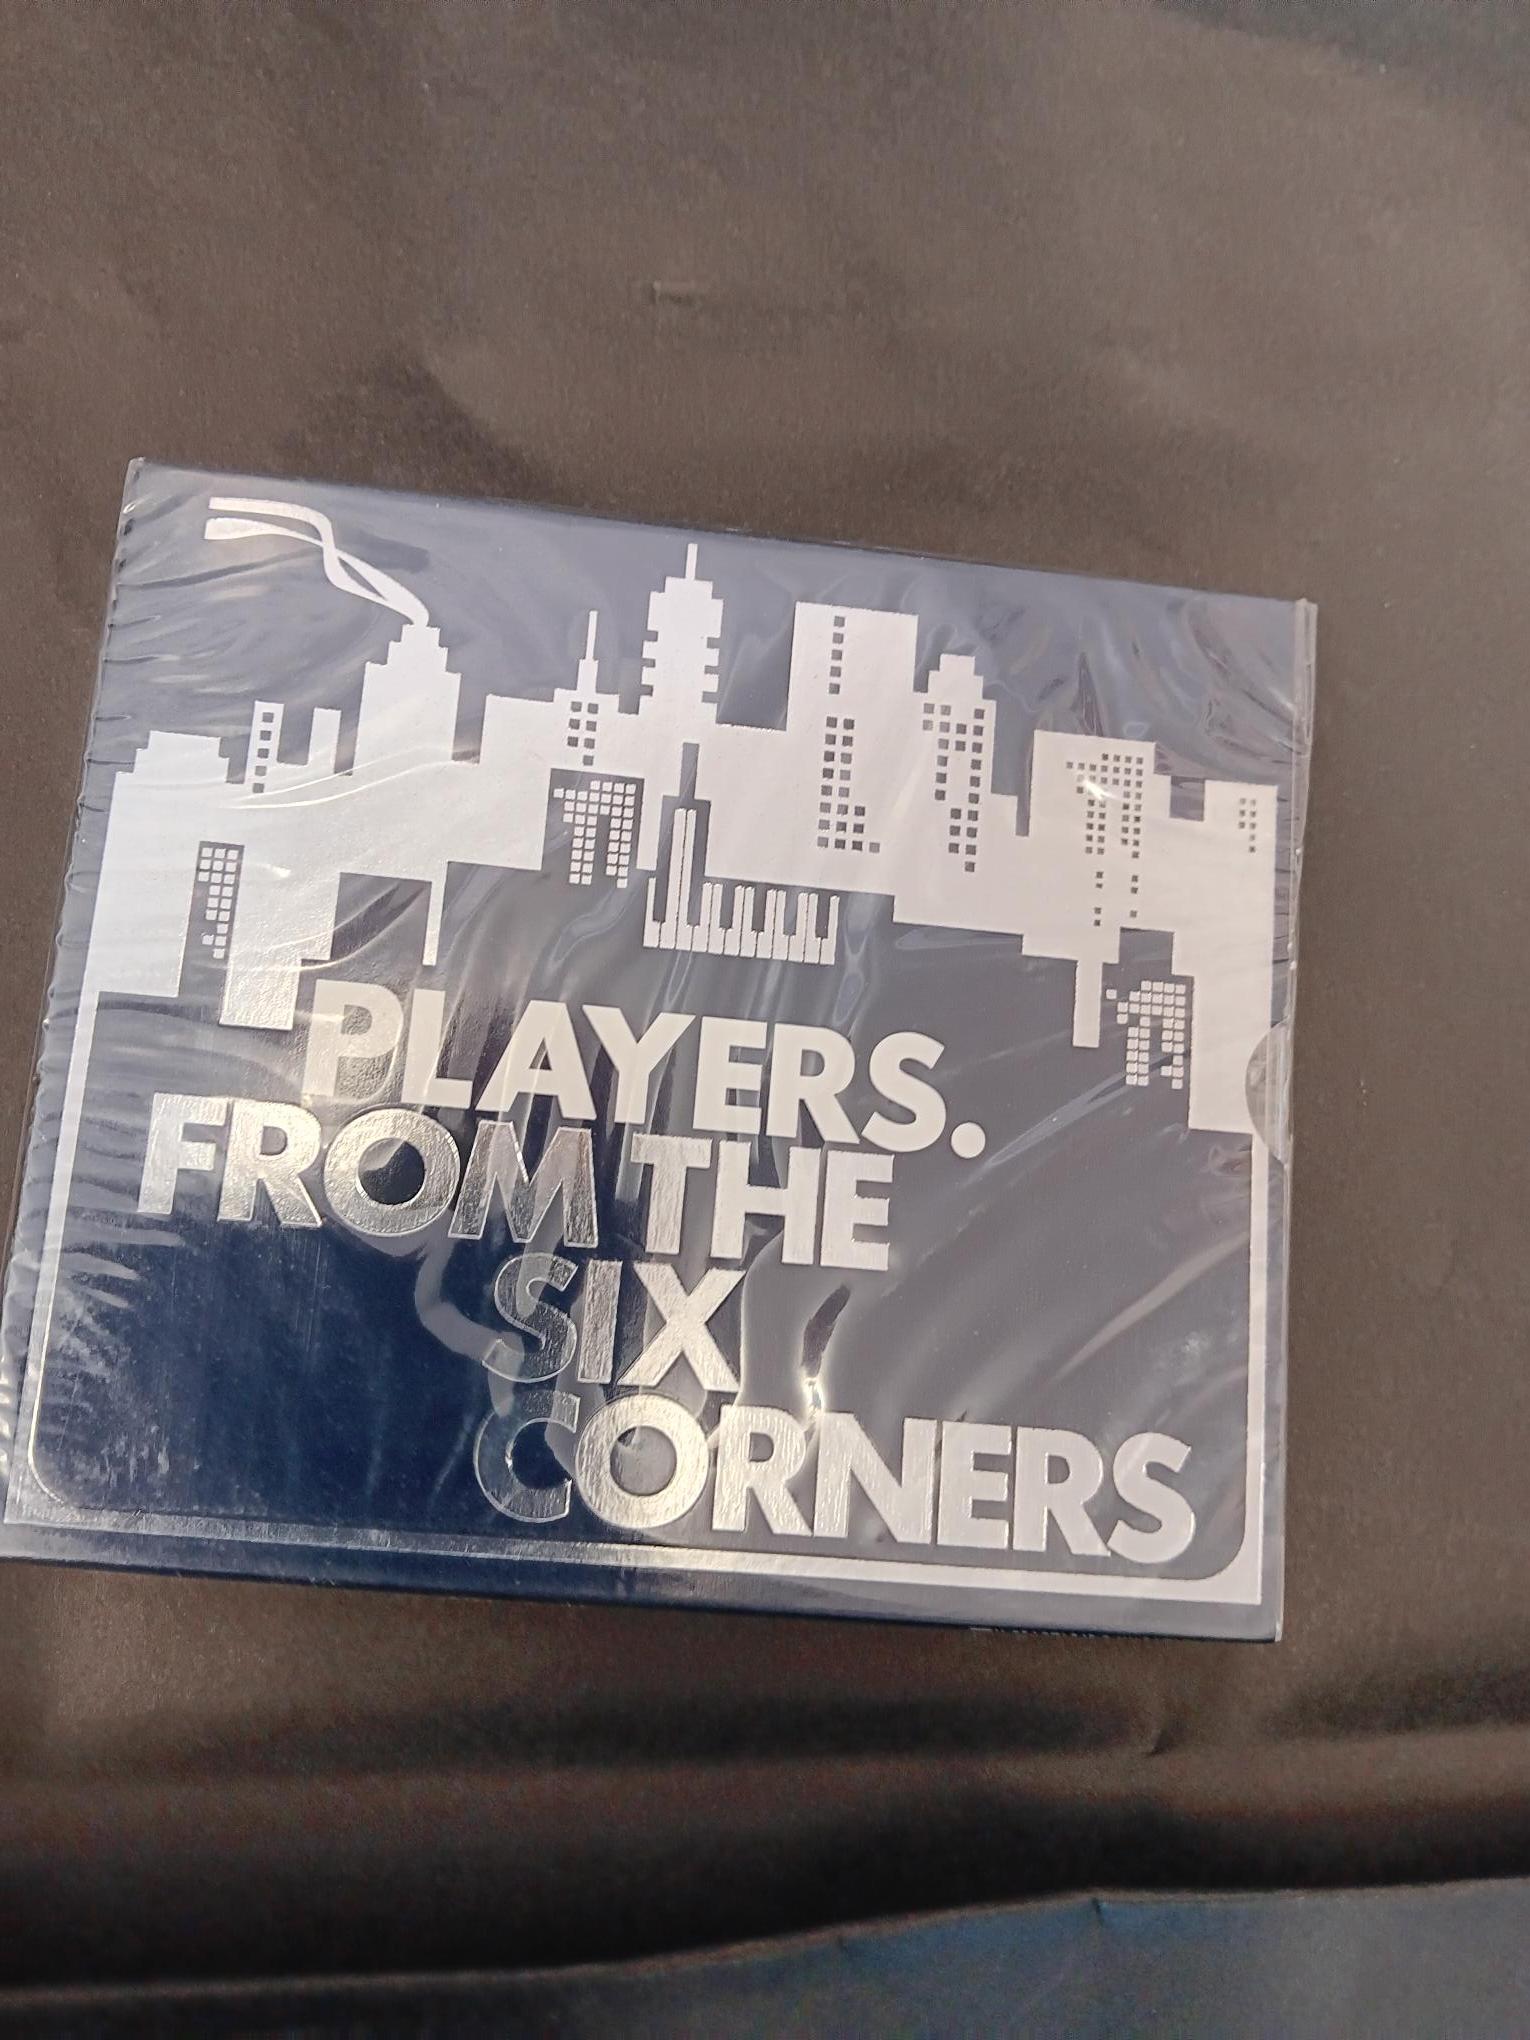 PLAYERS.
FROM THE
SIX
CORNERS